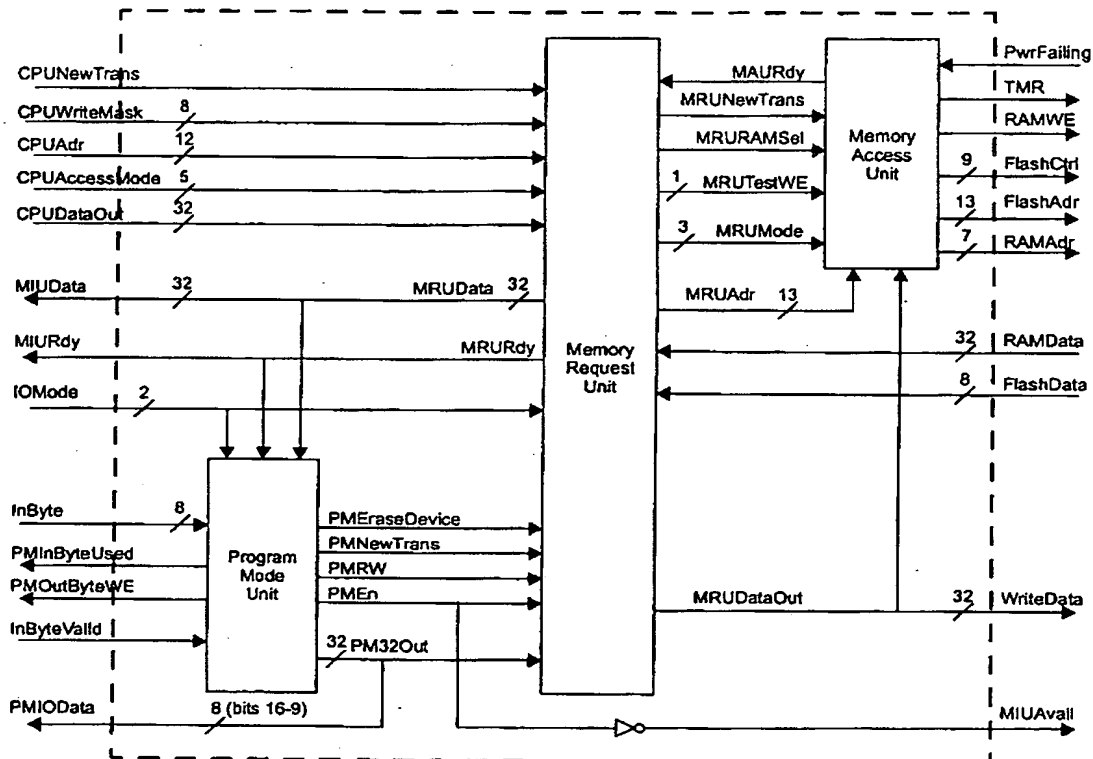 CPUNewTrans
CPUWriteMask
8
CPUAdr
12
CPUAccessMode
5
CPUDataOut
32
MIUData
32
MRUData
32
MIURdy
MRURdy
IOMode
2
InByte
8
PMInByteUsed
PMOutByteWE
InByteValid
PMIOData
8 (bits 16-9)
Program
Mode
Unit
PMEraseDevice
PMNewTrans
PMRW
PMEn
32
PM32Out
Memory
Request
Unit
MAURdy
MRUNewTrans
MRURAMSel
1
MRUTestWE
3
MRUMode
MRUAdr
13
Memory
Access
Unit
PwrFailing
TMR
RAMWE
9
FlashCtrl
13
FlashAdr
7
RAMAdr
32
RAMData
8
FlashData
MRUDataOut
32
WriteData
MIUAvail